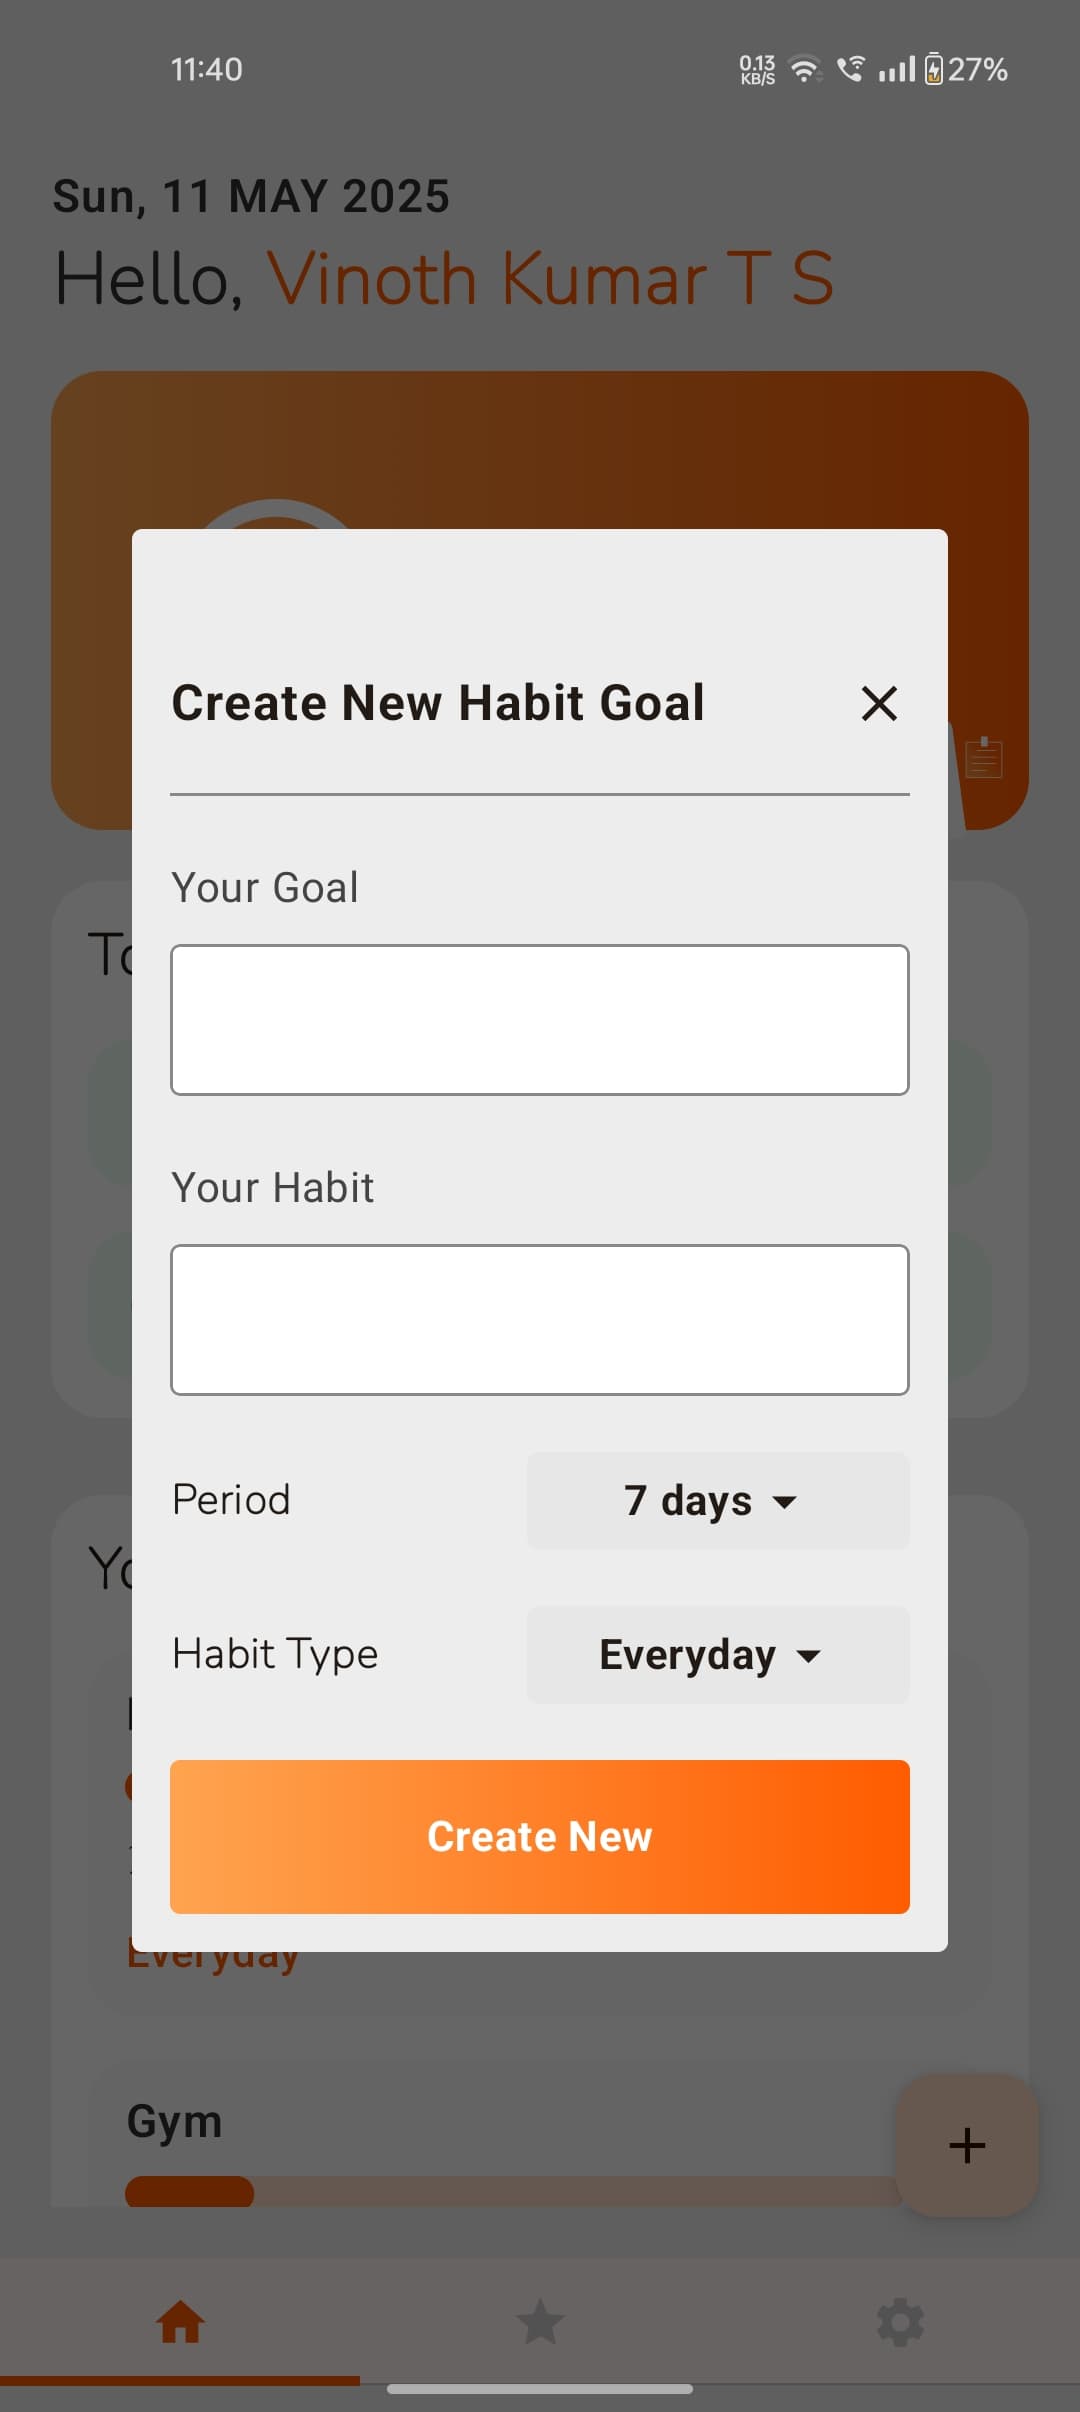 11:40
0.13
KB/S
27%
Sun, 11 MAY 2025
Hello, Vinoth Kumar T S
Create New Habit Goal
Your Goal
Your Habit
Period
7 days
Habit Type
Everyday
Create New
Everyday
Gym